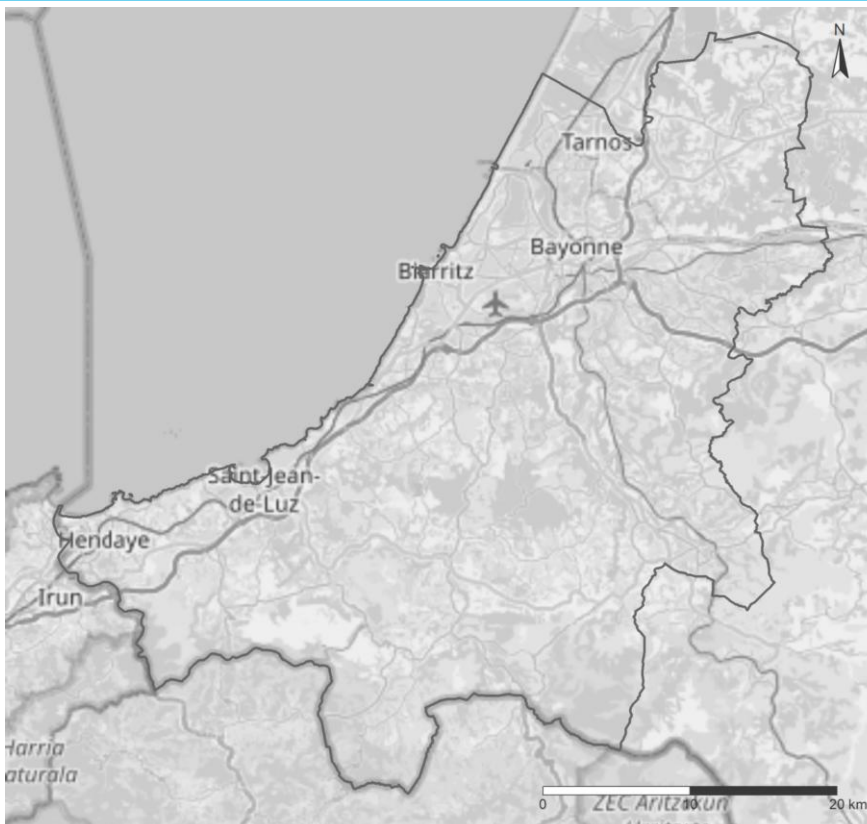 N
Tarnos
Bayonne
Biarritz
Saint-Jean-
de-Luz
Hendaye
Irun
Harria
aturala
ZEC Aritzakun
0 10 20 km